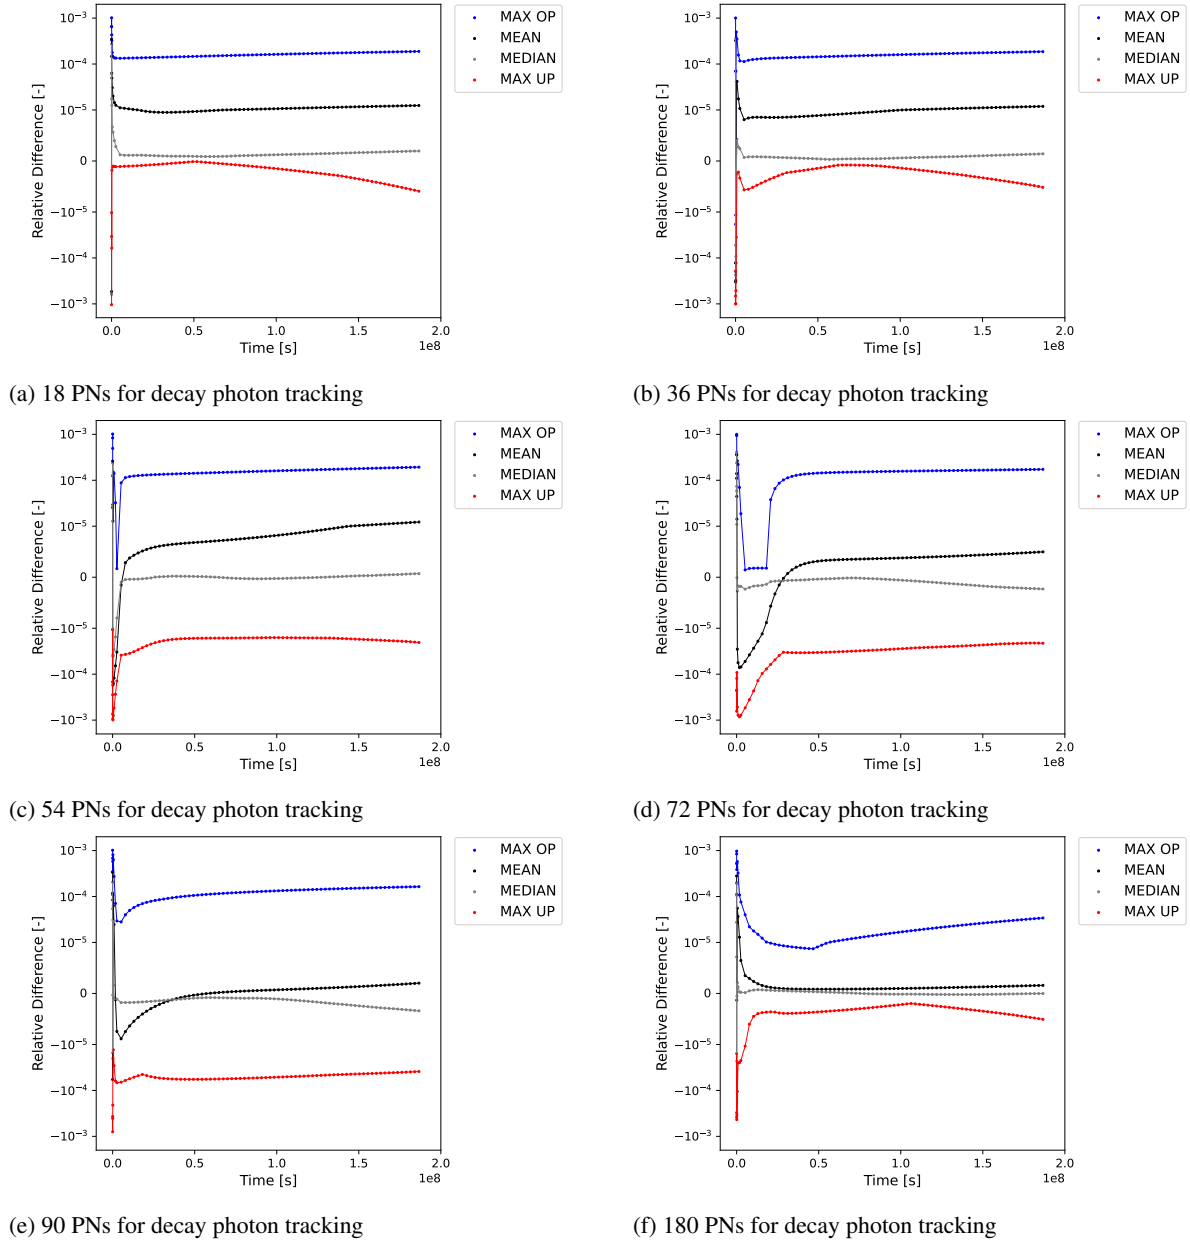 10⁻³
10⁻⁴
10⁻⁵
0
−10⁻⁵
−10⁻⁴
−10⁻³
Relative Difference [-]
0.0 0.5 1.0 1.5 2.0
1e8
Time [s]
MAX OP
MEAN
MEDIAN
MAX UP
10⁻³
10⁻⁴
10⁻⁵
0
−10⁻⁵
−10⁻⁴
−10⁻³
Relative Difference [-]
0.0 0.5 1.0 1.5 2.0
1e8
Time [s]
MAX OP
MEAN
MEDIAN
MAX UP
(a) 18 PNs for decay photon tracking
(b) 36 PNs for decay photon tracking
10⁻³
10⁻⁴
10⁻⁵
0
−10⁻⁵
−10⁻⁴
−10⁻³
Relative Difference [-]
0.0 0.5 1.0 1.5 2.0
1e8
Time [s]
MAX OP
MEAN
MEDIAN
MAX UP
10⁻³
10⁻⁴
10⁻⁵
0
−10⁻⁵
−10⁻⁴
−10⁻³
Relative Difference [-]
0.0 0.5 1.0 1.5 2.0
1e8
Time [s]
MAX OP
MEAN
MEDIAN
MAX UP
(c) 54 PNs for decay photon tracking
(d) 72 PNs for decay photon tracking
10⁻³
10⁻⁴
10⁻⁵
0
−10⁻⁵
−10⁻⁴
−10⁻³
Relative Difference [-]
0.0 0.5 1.0 1.5 2.0
1e8
Time [s]
MAX OP
MEAN
MEDIAN
MAX UP
10⁻³
10⁻⁴
10⁻⁵
0
−10⁻⁵
−10⁻⁴
−10⁻³
Relative Difference [-]
0.0 0.5 1.0 1.5 2.0
1e8
Time [s]
MAX OP
MEAN
MEDIAN
MAX UP
(e) 90 PNs for decay photon tracking
(f) 180 PNs for decay photon tracking